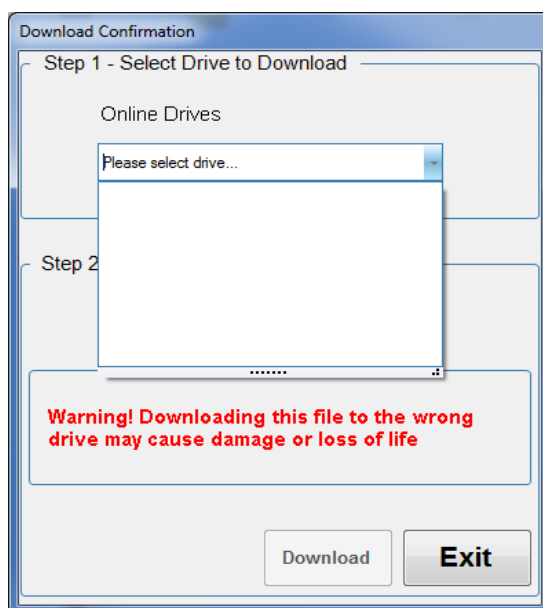 Download Confirmation
Step 1 - Select Drive to Download
Online Drives
Please select drive...
Step 2
Warning! Downloading this file to the wrong
drive may cause damage or loss of life
Download
Exit